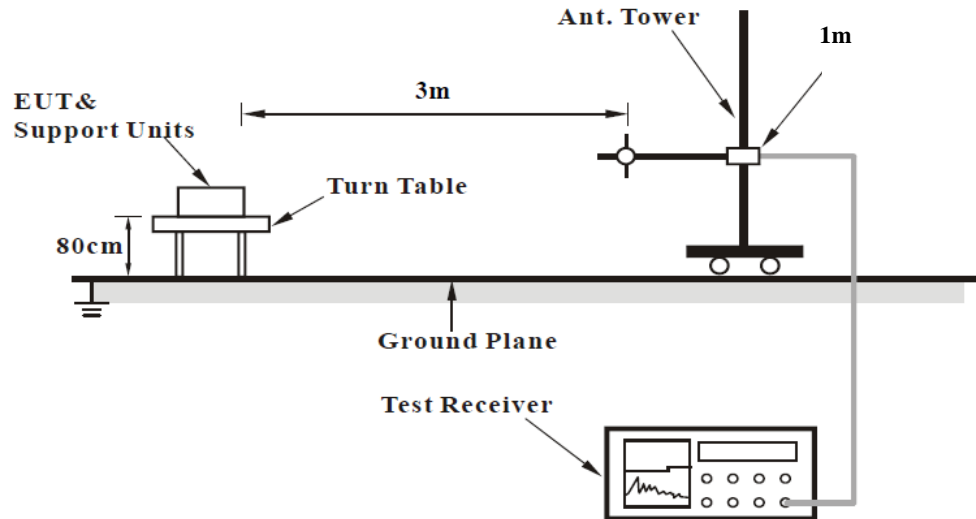 Ant. Tower
1m
3m
EUT&
Support Units
Turn Table
80cm
Ground Plane
Test Receiver